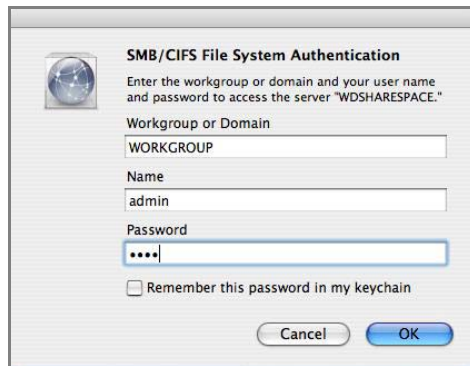 SMB/CIFS File System Authentication
Enter the workgroup or domain and your user name
and password to access the server "WDSHARESPACE."
Workgroup or Domain
WORKGROUP
Name
admin
Password
••••
Remember this password in my keychain
Cancel OK